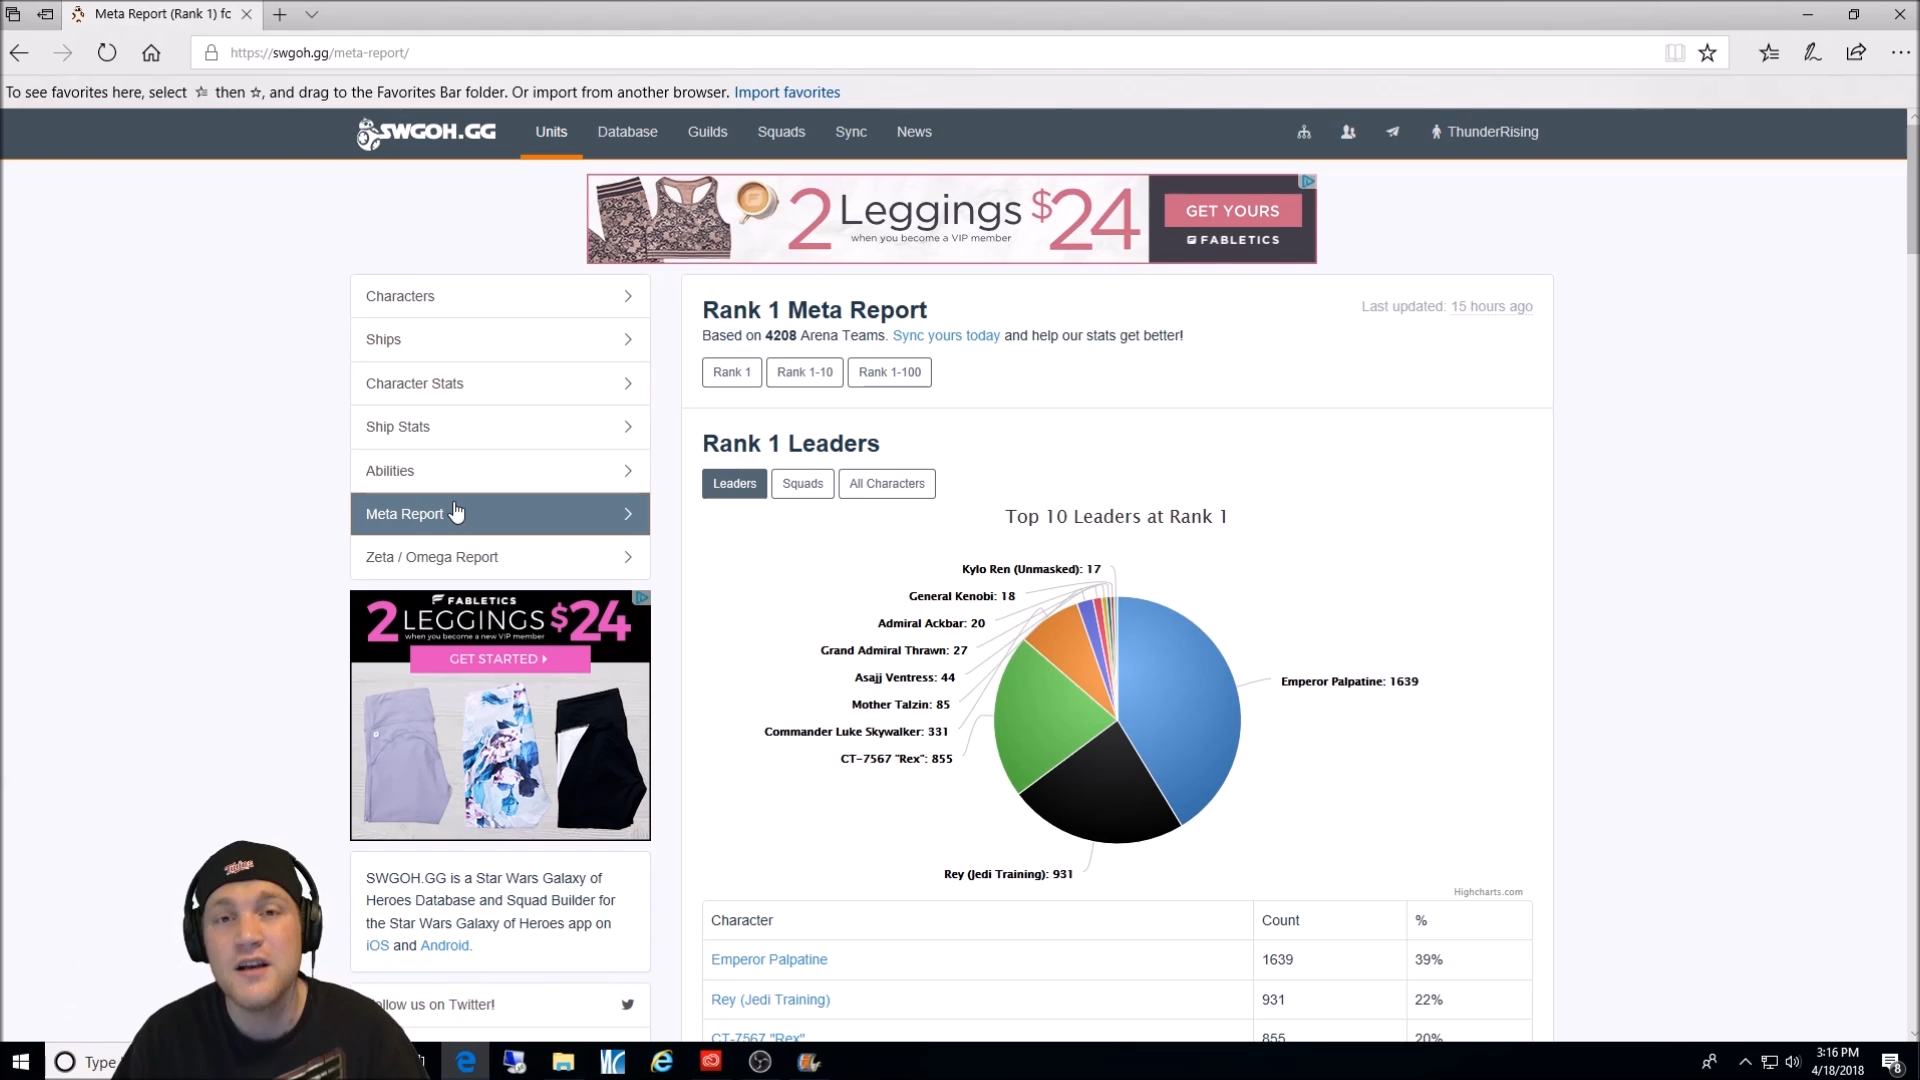 Meta Report (Rank 1) fc
https://swgoh.gg/meta-report/
To see favorites here, select then , and drag to the Favorites Bar folder. Or import from another browser. Import favorites
SWGOH.GG Units Database Guilds Squads Sync News ThunderRising
2 Leggings $24
when you become a VIP member
GET YOURS
FABLETICS
Characters
Ships
Character Stats
Ship Stats
Abilities
Meta Report
Zeta / Omega Report
FABLETICS
2 LEGGINGS $24
when you become a new VIP member
GET STARTED
SWGOH.GG is a Star Wars Galaxy of
Heroes Database and Squad Builder for
the Star Wars Galaxy of Heroes app on
iOS and Android.
ollow us on Twitter!
Rank 1 Meta Report
Last updated: 15 hours ago
Based on 4208 Arena Teams. Sync yours today and help our stats get better!
Rank 1 Rank 1-10 Rank 1-100
Rank 1 Leaders
Leaders Squads All Characters
Top 10 Leaders at Rank 1
Kylo Ren (Unmasked): 17
General Kenobi: 18
Admiral Ackbar: 20
Grand Admiral Thrawn: 27
Asajj Ventress: 44
Emperor Palpatine: 1639
Mother Talzin: 85
Commander Luke Skywalker: 331
CT-7567 "Rex": 855
Rey (Jedi Training): 931
Highcharts.com
Character Count %
Emperor Palpatine 1639 39%
Rey (Jedi Training) 931 22%
CT-7567 "Rex" 855 20%
Type
3:16 PM
4/18/2018
8